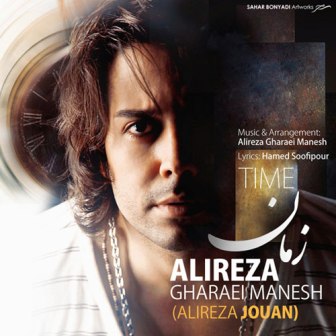 SAHAR BONYADI Artworks
Music & Arrangement:
Alireza Gharaei Manesh
Lyrics: Hamed Soofipour
TIME
زمان
ALIREZA
GHARAEI MANESH
(ALIREZA JOUAN)